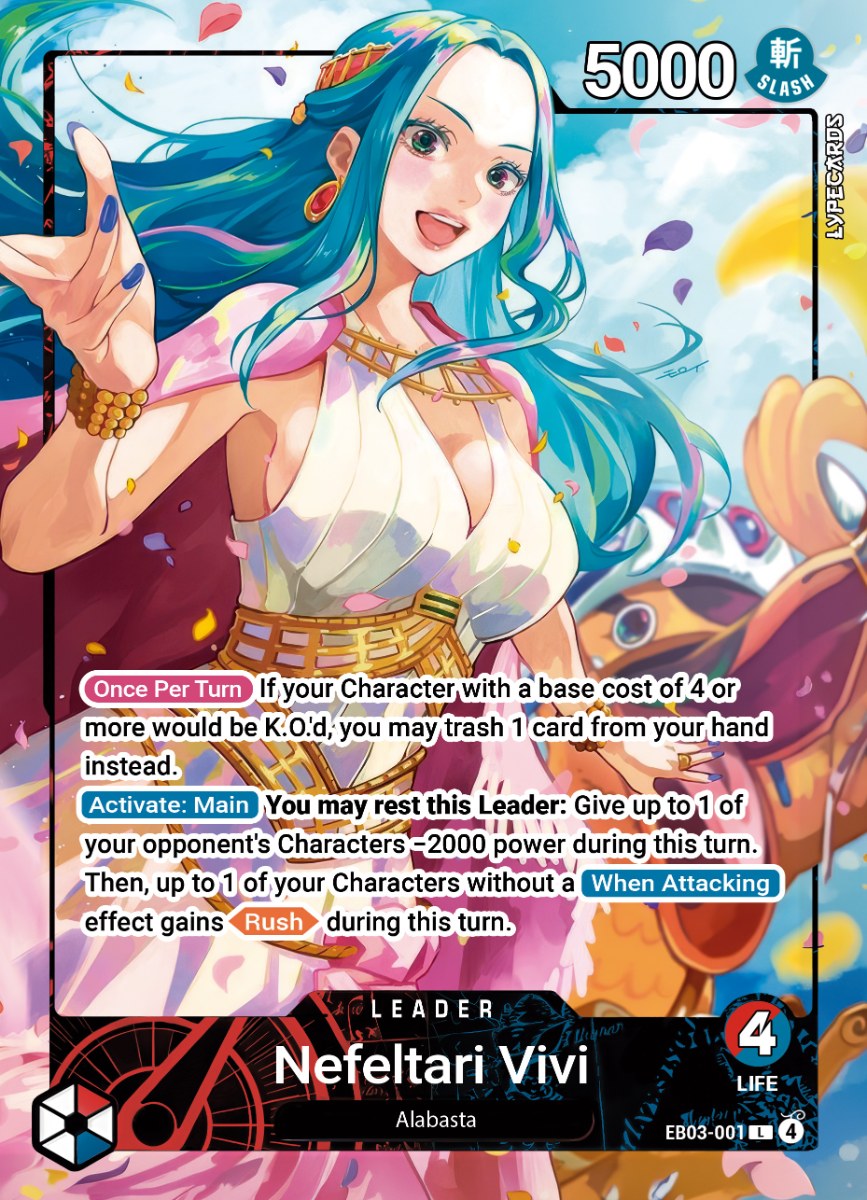 5000
斬
SLASH
LYPECARDS
Once Per Turn If your Character with a base cost of 4 or
more would be K.O.'d, you may trash 1 card from your hand
instead.
Activate: Main You may rest this Leader: Give up to 1 of
your opponent's Characters −2000 power during this turn.
Then, up to 1 of your Characters without a When Attacking
effect gains Rush during this turn.
LEADER
Nefeltari Vivi
Alabasta
4
LIFE
EB03-001 L 4